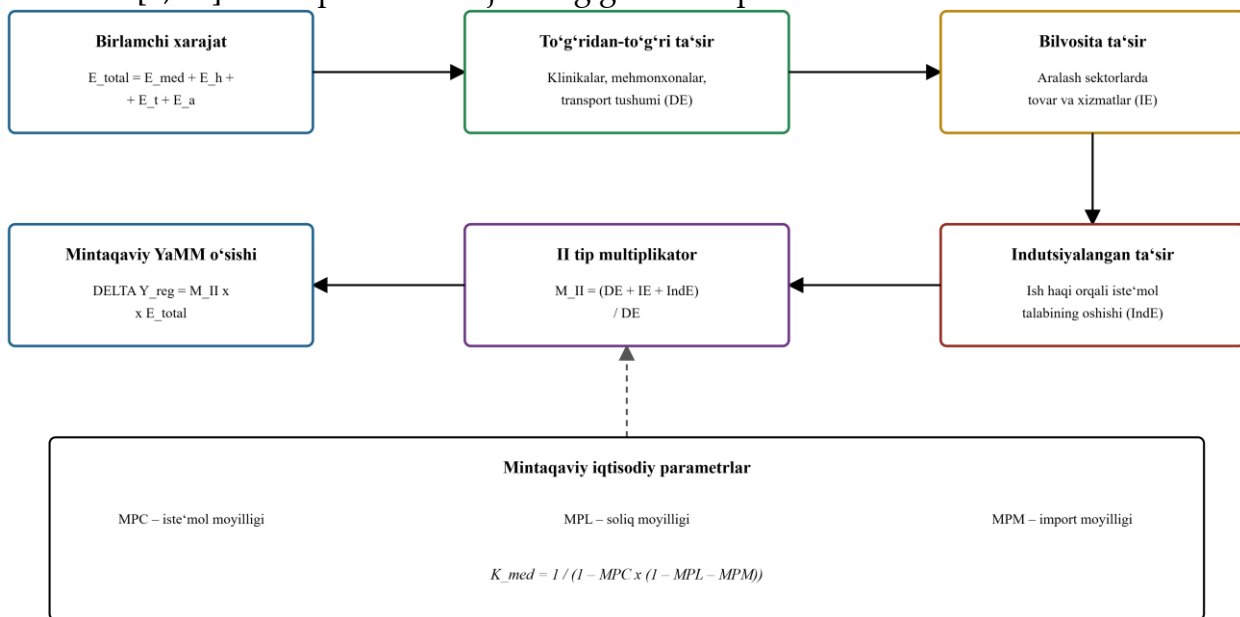 Birlamchi xarajat
E_total = E_med + E_h +
+ E_t + E_a
To‘g‘ridan-to‘g‘ri ta‘sir
Klinikalar, mehmonxonalar,
transport tushumi (DE)
Bilvosita ta‘sir
Aralash sektorlarda
tovar va xizmatlar (IE)
Mintaqaviy YaMM o‘sishi
DELTA Y_reg = M_II x
x E_total
II tip multiplikator
M_II = (DE + IE + IndE)
/ DE
Indutsiyalangan ta‘sir
Ish haqi orqali iste‘mol
talabining oshishi (IndE)
Mintaqaviy iqtisodiy parametrlar
MPC – iste‘mol moyilligi
MPL – soliq moyilligi
MPM – import moyilligi
K_med = 1 / (1 – MPC x (1 – MPL – MPM))